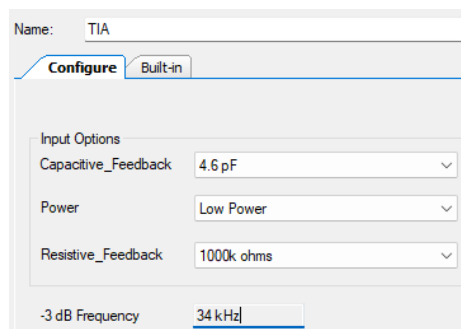 Name: TIA
Configure Built-in
Input Options
Capacitive_Feedback 4.6 pF
Power Low Power
Resistive_Feedback 1000k ohms
-3 dB Frequency 34 kHz